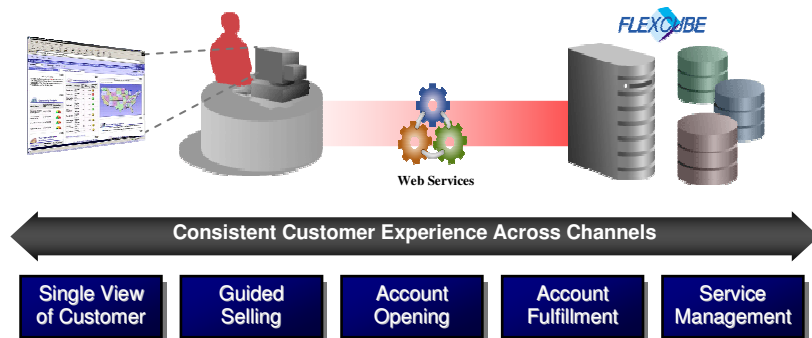 FLEXCUBE
Web Services
Consistent Customer Experience Across Channels
Single View
of Customer
Guided
Selling
Account
Opening
Account
Fulfillment
Service
Management